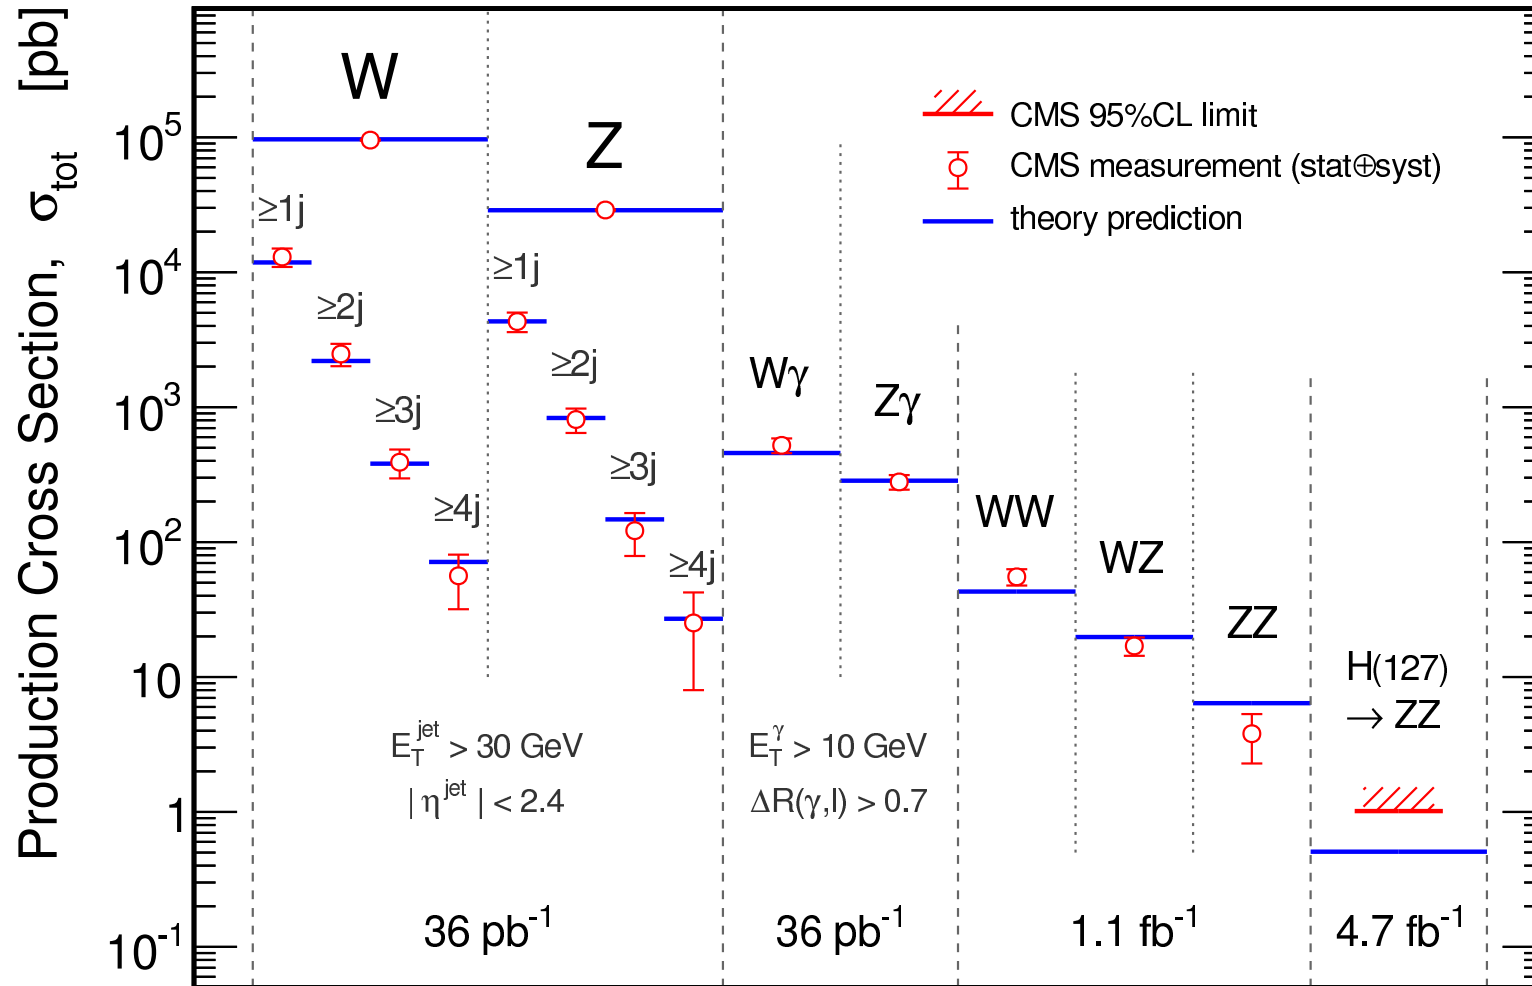 Production Cross Section, σ_tot [pb]
10^5
10^4
10^3
10^2
10
1
10^-1
W
Z
≥1j
≥2j
≥3j
≥4j
≥1j
≥2j
≥3j
≥4j
Wγ
Zγ
WW
WZ
ZZ
H(127)
→ ZZ
CMS 95%CL limit
CMS measurement (stat⊕syst)
theory prediction
E_T^jet > 30 GeV
| η^jet | < 2.4
E_T^γ > 10 GeV
ΔR(γ,l) > 0.7
36 pb^-1
36 pb^-1
1.1 fb^-1
4.7 fb^-1